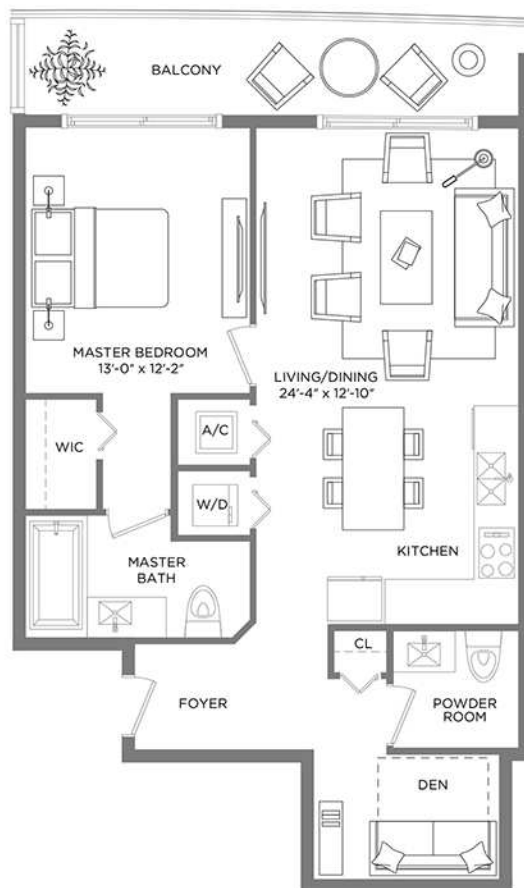 BALCONY
MASTER BEDROOM
13'-0" x 12'-2"
LIVING/DINING
24'-4" x 12'-10"
WIC
A/C
W/D
MASTER
BATH
KITCHEN
CL
FOYER
POWDER
ROOM
DEN